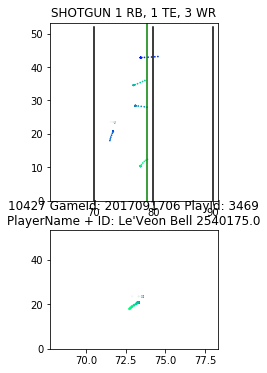 SHOTGUN 1 RB, 1 TE, 3 WR
50
40
30
20
10
0
70 80 90
10427 GameId: 2017091706 PlayId: 3469
PlayerName + ID: Le'Veon Bell 2540175.0
40
20
0
70.0 72.5 75.0 77.5